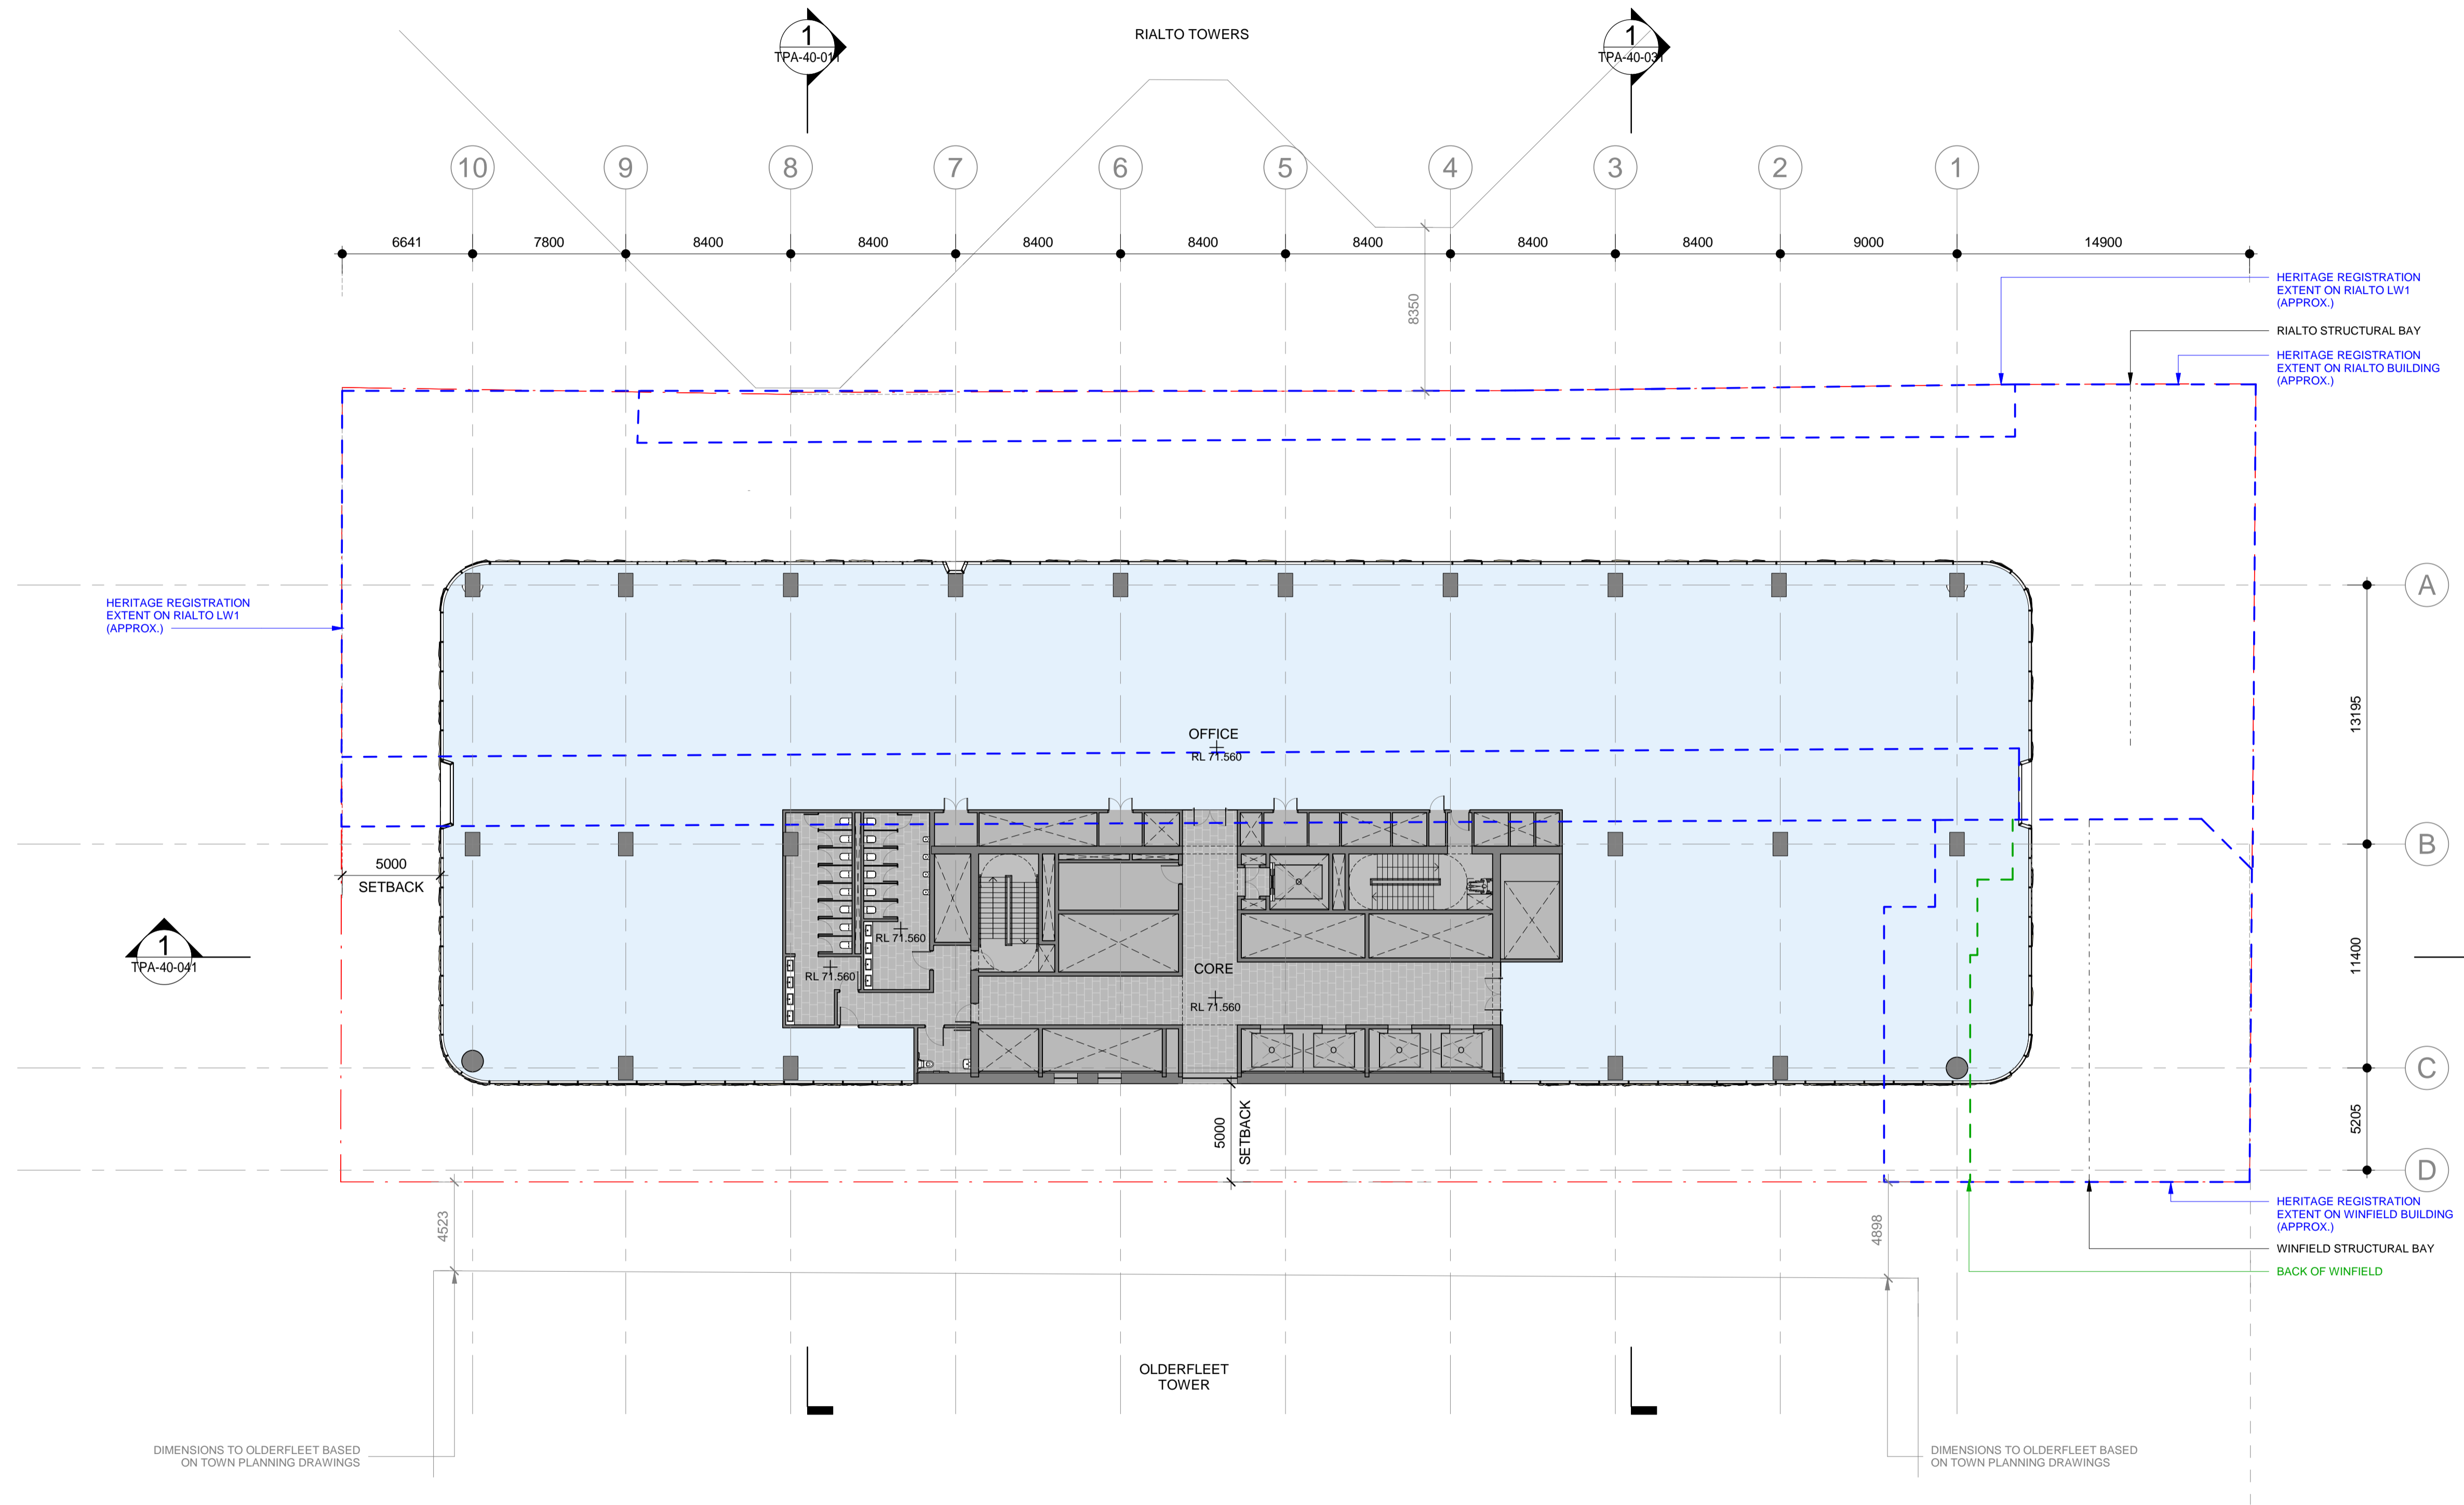 1
TPA-40-011
RIALTO TOWERS
1
TPA-40-031
10
9
8
7
6
5
4
3
2
1
6641
7800
8400
8400
8400
8400
8400
8400
8400
9000
14900
8350
HERITAGE REGISTRATION
EXTENT ON RIALTO LW1
(APPROX.)
RIALTO STRUCTURAL BAY
HERITAGE REGISTRATION
EXTENT ON RIALTO BUILDING
(APPROX.)
A
HERITAGE REGISTRATION
EXTENT ON RIALTO LW1
(APPROX.)
13195
OFFICE
RL 71.560
B
5000
SETBACK
1
TPA-40-041
RL 71.560
RL 71.560
CORE
RL 71.560
11400
C
5000
SETBACK
5205
D
4523
4898
HERITAGE REGISTRATION
EXTENT ON WINFIELD BUILDING
(APPROX.)
WINFIELD STRUCTURAL BAY
BACK OF WINFIELD
OLDERFLEET
TOWER
DIMENSIONS TO OLDERFLEET BASED
ON TOWN PLANNING DRAWINGS
DIMENSIONS TO OLDERFLEET BASED
ON TOWN PLANNING DRAWINGS